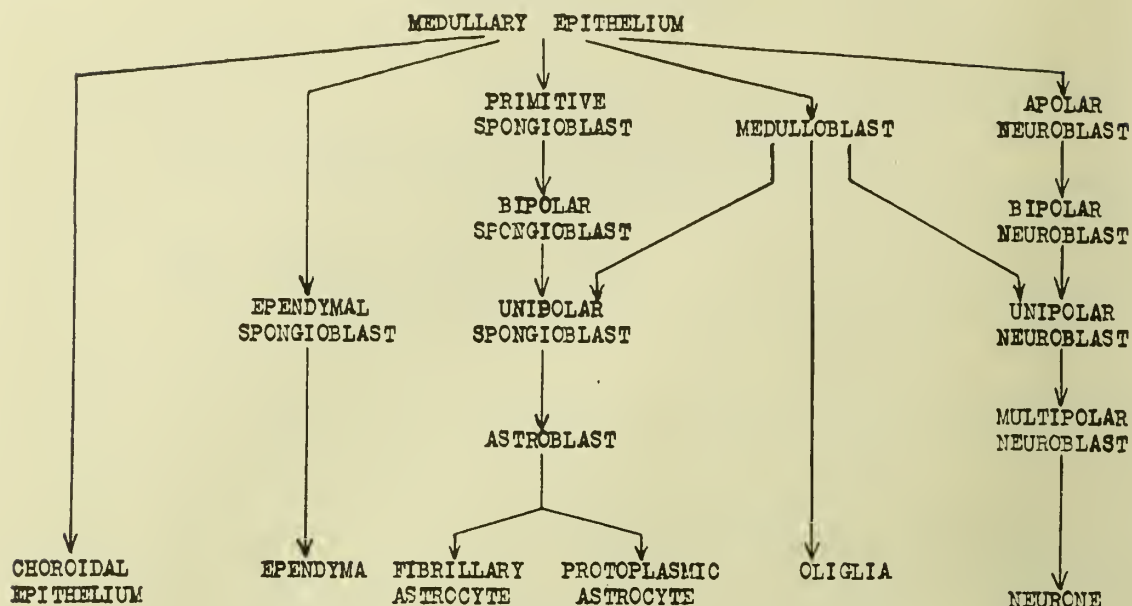 MEDULLARY EPITHELIUM
PRIMITIVE
SPONGIOBLAST
MEDULLOBLAST
APOLAR
NEUROBLAST
BIPOLAR
SPONGIOBLAST
BIPOLAR
NEUROBLAST
EPENDYMAL
SPONGIOBLAST
UNIPOLAR
SPONGIOBLAST
UNIPOLAR
NEUROBLAST
ASTROBLAST
MULTIPOLAR
NEUROBLAST
CHOROIDAL
EPITHELIUM
EPENDYMA
FIBRILLARY
ASTROCYTE
PROTOPLASMIC
ASTROCYTE
OLIGLIA
NEURONE